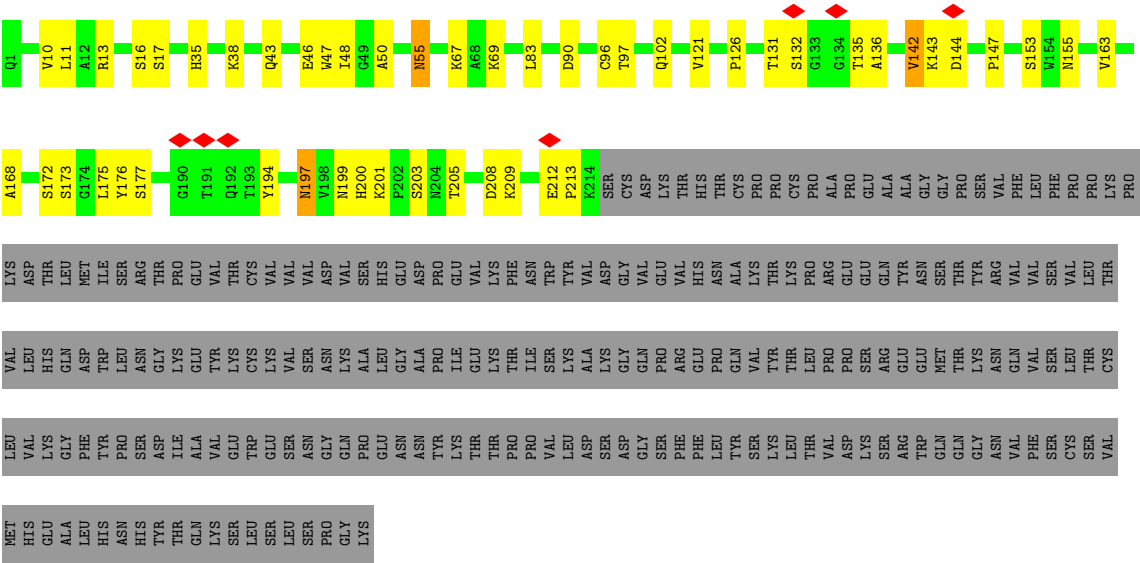 Q1 V10 L11 A12 R13 S16 S17 H35 K38 Q43 E46 W47 I48 G49 A50 N55 K67 A68 K69 L83 D90 C96 T97 Q102 V121 P126 T131 S132 G133 G134 T135 A136 V142 K143 D144 P147 S153 W154 N155 V163
A168 S172 S173 G174 L175 Y176 S177 G190 T191 Q192 T193 Y194 N197 V198 N199 H200 K201 P202 S203 N204 T205 D208 K209 E212 P213 K214 SER CYS ASP LYS THR HIS THR CYS PRO PRO CYS PRO ALA PRO GLU ALA ALA GLY GLY PRO SER VAL PHE LEU PHE PRO PRO LYS PRO
LYS ASP THR LEU MET ILE SER ARG THR PRO GLU VAL THR CYS VAL VAL VAL ASP VAL SER HIS GLU ASP PRO GLU VAL LYS PHE ASN TRP TYR VAL ASP GLY VAL GLU VAL HIS ASN ALA LYS THR LYS PRO ARG GLU GLU GLN TYR ASN SER THR TYR ARG VAL VAL SER VAL LEU THR
VAL LEU HIS GLN ASP TRP LEU ASN GLY LYS GLU TYR LYS CYS LYS VAL SER ASN LYS ALA LEU GLY ALA PRO ILE GLU LYS THR ILE SER LYS ALA LYS GLY GLN PRO ARG GLU PRO GLN VAL TYR THR LEU PRO PRO SER ARG GLU GLU MET THR LYS ASN GLN VAL SER LEU THR CYS
LEU VAL LYS GLY PHE TYR PRO SER ASP ILE ALA VAL GLU TRP GLU SER ASN GLY GLN PRO GLU ASN ASN TYR LYS THR THR PRO PRO VAL LEU ASP SER ASP GLY SER PHE PHE LEU TYR SER LYS LEU THR VAL ASP LYS SER ARG TRP GLN GLN GLY ASN VAL PHE SER CYS SER VAL
MET HIS GLU ALA LEU HIS ASN HIS TYR THR GLN LYS SER LEU SER LEU SER PRO GLY LYS